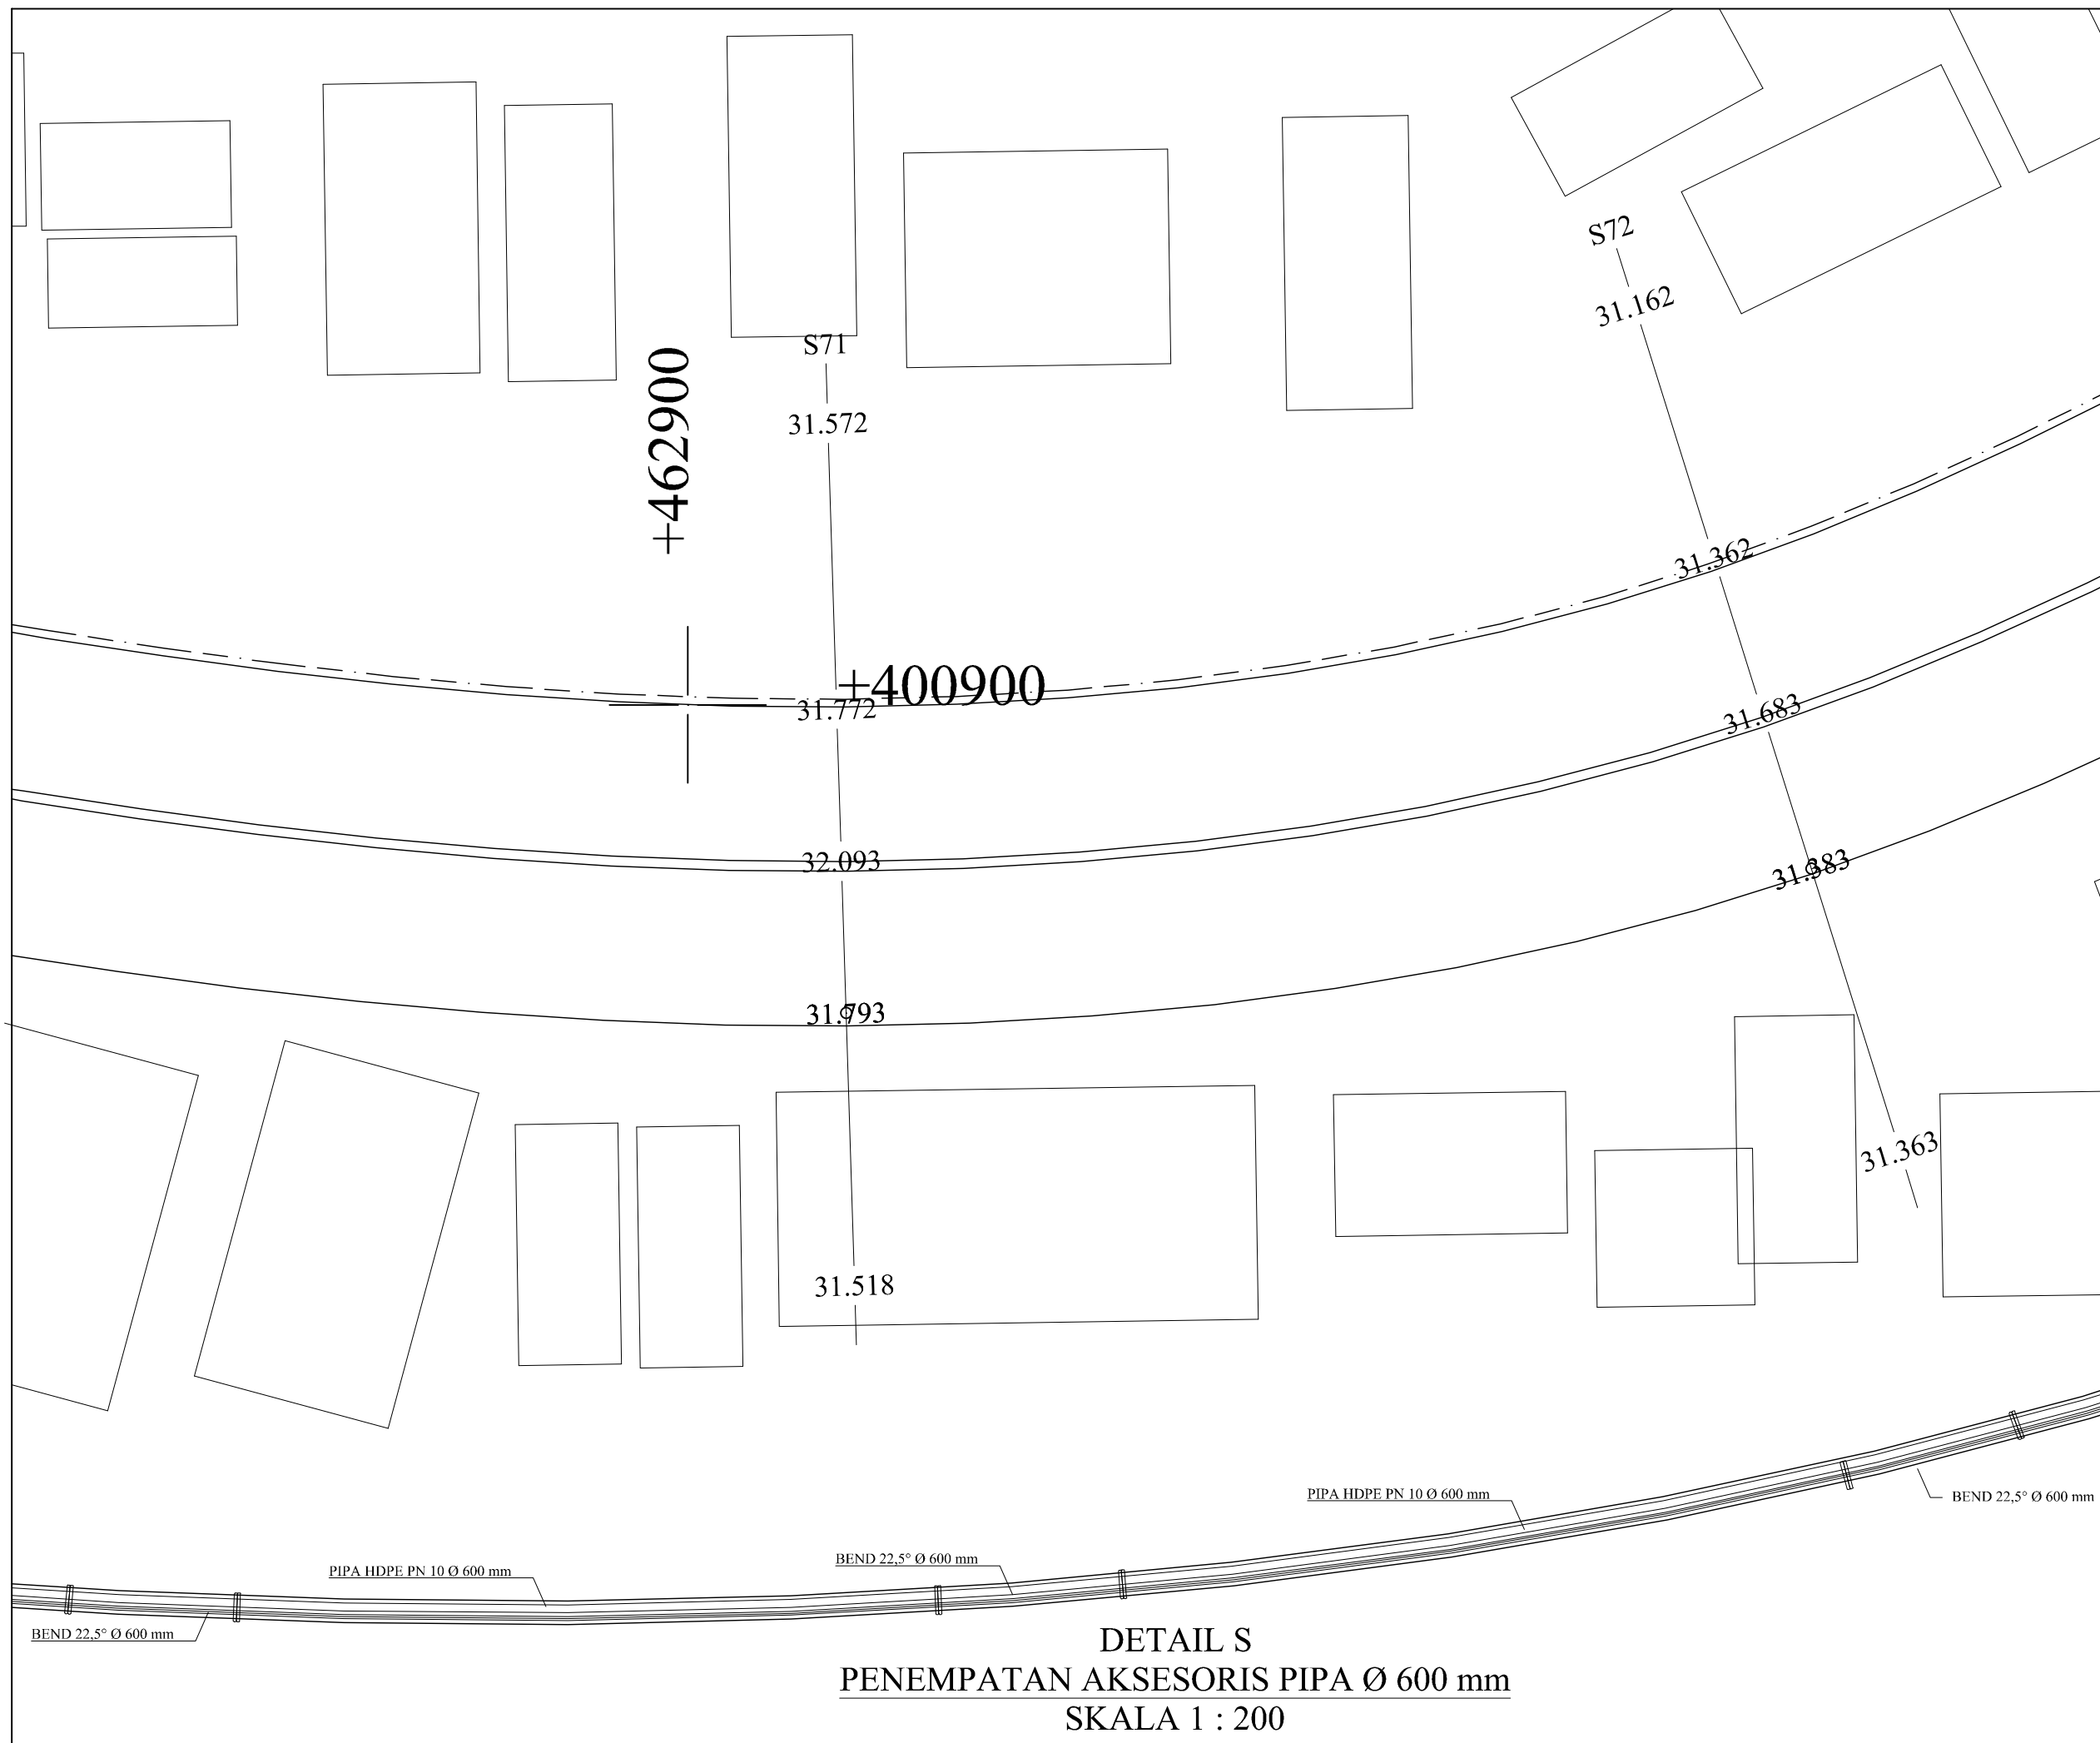 S72
31.162
S71
+462900
31.572
31.362
+400900
31.772
31.683
32.093
31.383
31.793
31.363
31.518
PIPA HDPE PN 10 Ø 600 mm
BEND 22,5° Ø 600 mm
BEND 22,5° Ø 600 mm
PIPA HDPE PN 10 Ø 600 mm
BEND 22,5° Ø 600 mm
DETAIL S
PENEMPATAN AKSESORIS PIPA Ø 600 mm
SKALA 1 : 200